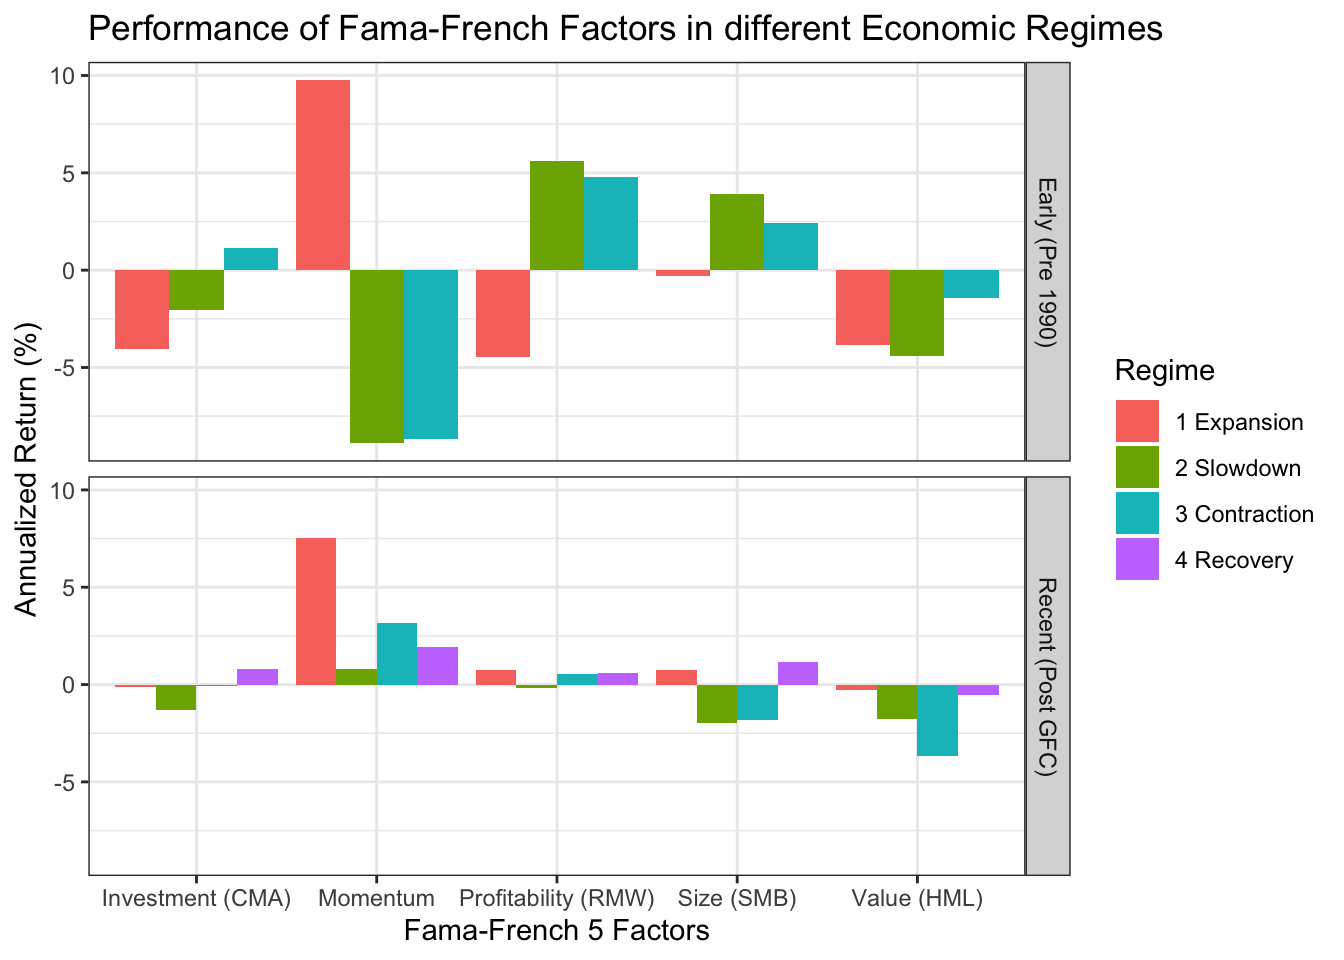 Performance of Fama-French Factors in different Economic Regimes
Annualized Return (%)
10
5
0
-5
Early (Pre 1990)
10
5
0
-5
Recent (Post GFC)
Investment (CMA)
Momentum
Profitability (RMW)
Size (SMB)
Value (HML)
Fama-French 5 Factors
Regime
1 Expansion
2 Slowdown
3 Contraction
4 Recovery